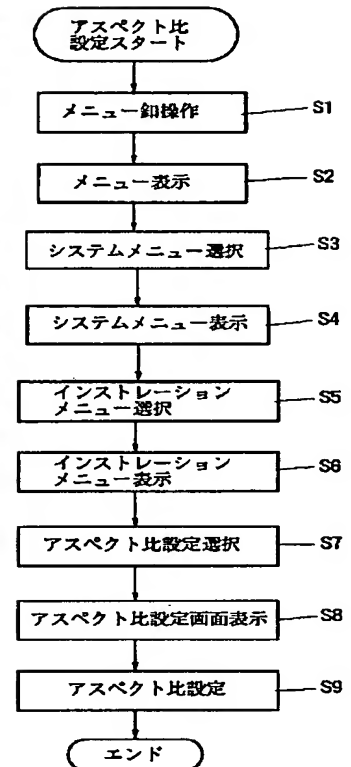 アスペクト比
設定スタート
メニュー釦操作
S1
メニュー表示
S2
システムメニュー選択
S3
システムメニュー表示
S4
インストレーション
メニュー選択
S5
インストレーション
メニュー表示
S6
アスペクト比設定選択
S7
アスペクト比設定画面表示
S8
アスペクト比設定
S9
エンド